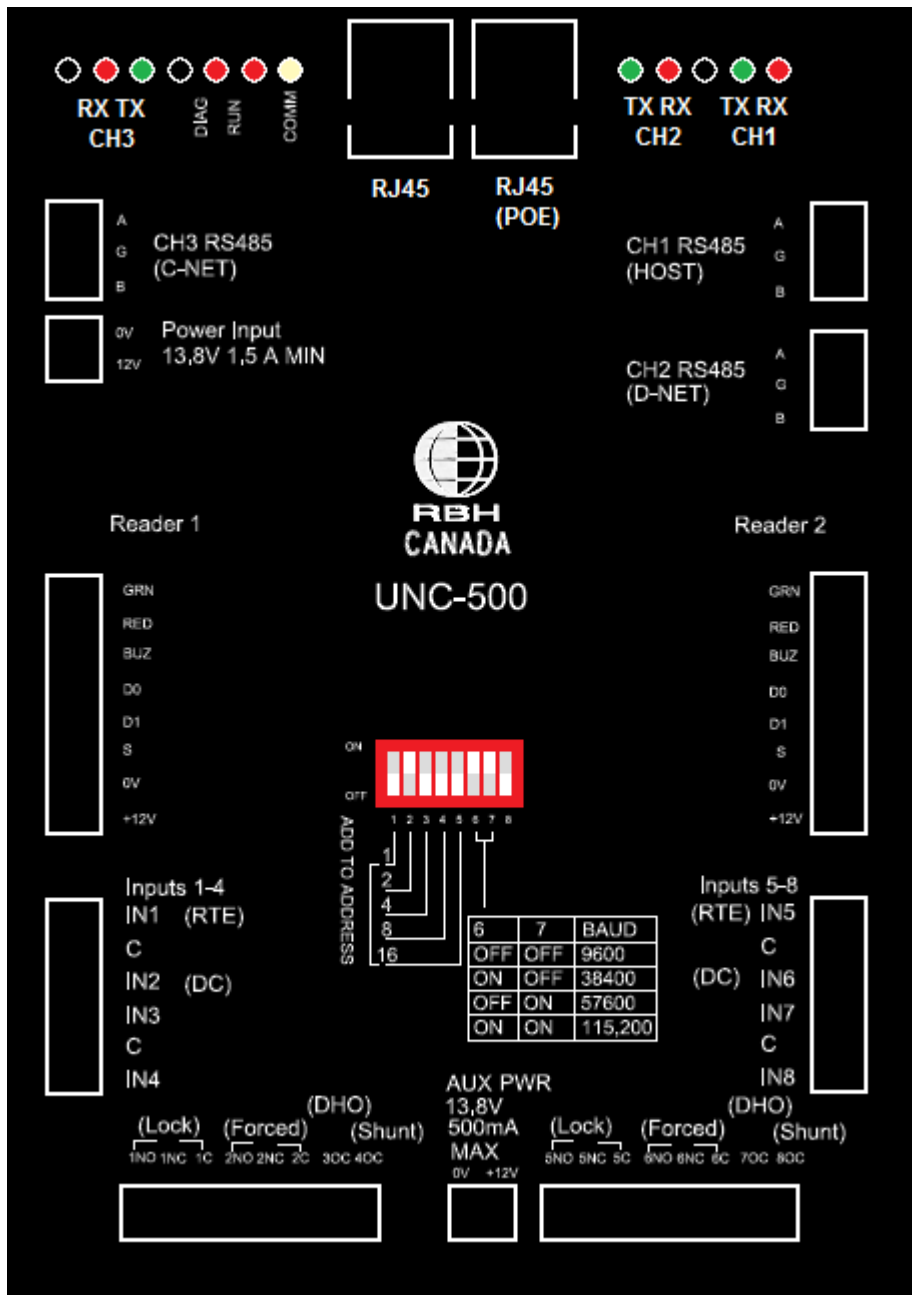 RX TX
CH3
DIAG
RUN
COMM
RJ45
RJ45
(POE)
TX RX
CH2
TX RX
CH1
A
G
B
CH3 RS485
(C-NET)
0V
12V
Power Input
13,8V 1,5 A MIN
CH1 RS485
(HOST)
A
G
B
CH2 RS485
(D-NET)
A
G
B
RBH
CANADA
UNC-500
Reader 1
GRN
RED
BUZ
D0
D1
S
0V
+12V
Reader 2
GRN
RED
BUZ
D0
D1
S
0V
+12V
ON
OFF
1 2 3 4 5 6 7 8
ADD TO ADDRESS
1
2
4
8
16
6 7 BAUD
OFF OFF 9600
ON OFF 38400
OFF ON 57600
ON ON 115,200
Inputs 1-4
IN1 (RTE)
C
IN2 (DC)
IN3
C
IN4
Inputs 5-8
(RTE) IN5
C
(DC) IN6
IN7
C
IN8
(DHO)
(Lock) (Forced) (Shunt)
1NO 1NC 1C 2NO 2NC 2C 3OC 4OC
AUX PWR
13,8V
500mA
MAX
0V +12V
(DHO)
(Lock) (Forced) (Shunt)
5NO 5NC 5C 6NO 6NC 6C 7OC 8OC